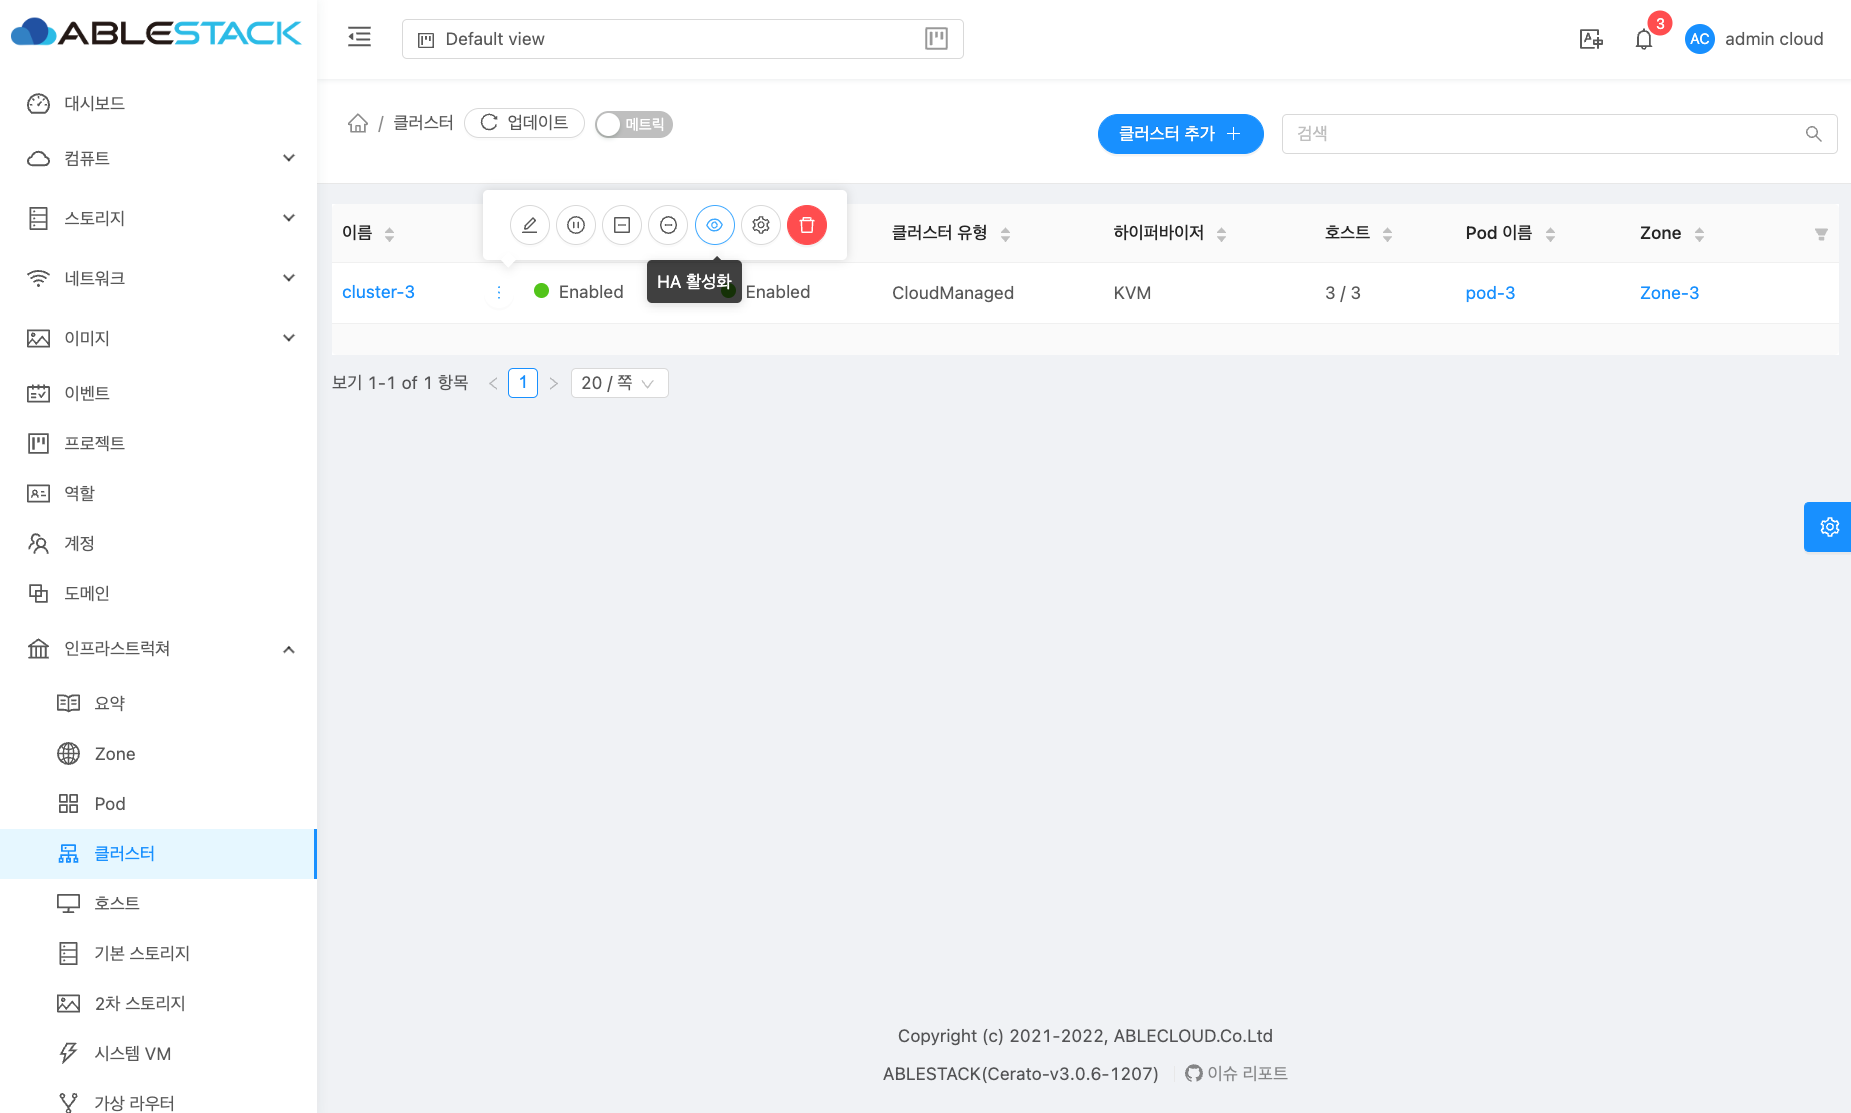 ABLESTACK
Default view
3
AC
admin cloud
대시보드
컴퓨트
스토리지
네트워크
이미지
이벤트
프로젝트
역할
계정
도메인
인프라스트럭쳐
요약
Zone
Pod
클러스터
호스트
기본 스토리지
2차 스토리지
시스템 VM
가상 라우터
/ 클러스터
업데이트
메트릭
클러스터 추가
검색
이름
클러스터 유형
하이퍼바이저
호스트
Pod 이름
Zone
HA 활성화
cluster-3
Enabled
Enabled
CloudManaged
KVM
3 / 3
pod-3
Zone-3
보기 1-1 of 1 항목
1
20 / 쪽
Copyright (c) 2021-2022, ABLECLOUD.Co.Ltd
ABLESTACK(Cerato-v3.0.6-1207)
이슈 리포트